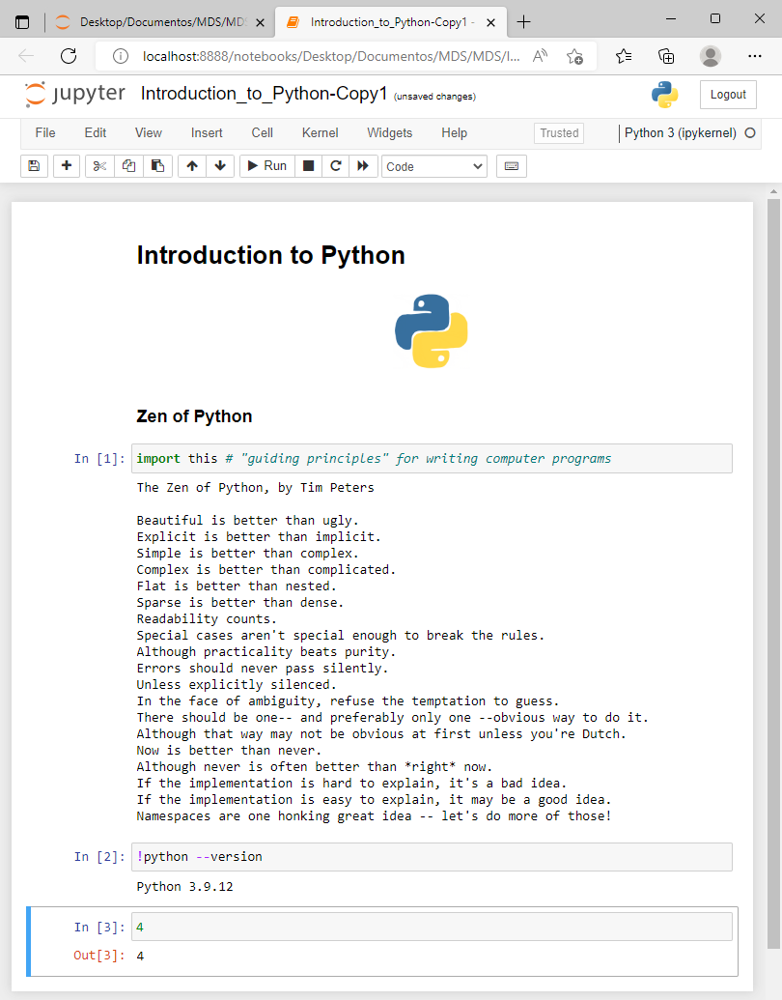 Desktop/Documentos/MDS/MD
Introduction_to_Python-Copy1 -
localhost:8888/notebooks/Desktop/Documentos/MDS/MDS/I...
jupyter Introduction_to_Python-Copy1 (unsaved changes)
Logout
File Edit View Insert Cell Kernel Widgets Help Trusted Python 3 (ipykernel)
Run Code
Introduction to Python
Zen of Python
In [1]: import this # "guiding principles" for writing computer programs
The Zen of Python, by Tim Peters
Beautiful is better than ugly.
Explicit is better than implicit.
Simple is better than complex.
Complex is better than complicated.
Flat is better than nested.
Sparse is better than dense.
Readability counts.
Special cases aren't special enough to break the rules.
Although practicality beats purity.
Errors should never pass silently.
Unless explicitly silenced.
In the face of ambiguity, refuse the temptation to guess.
There should be one-- and preferably only one --obvious way to do it.
Although that way may not be obvious at first unless you're Dutch.
Now is better than never.
Although never is often better than *right* now.
If the implementation is hard to explain, it's a bad idea.
If the implementation is easy to explain, it may be a good idea.
Namespaces are one honking great idea -- let's do more of those!
In [2]: !python --version
Python 3.9.12
In [3]: 4
Out[3]: 4